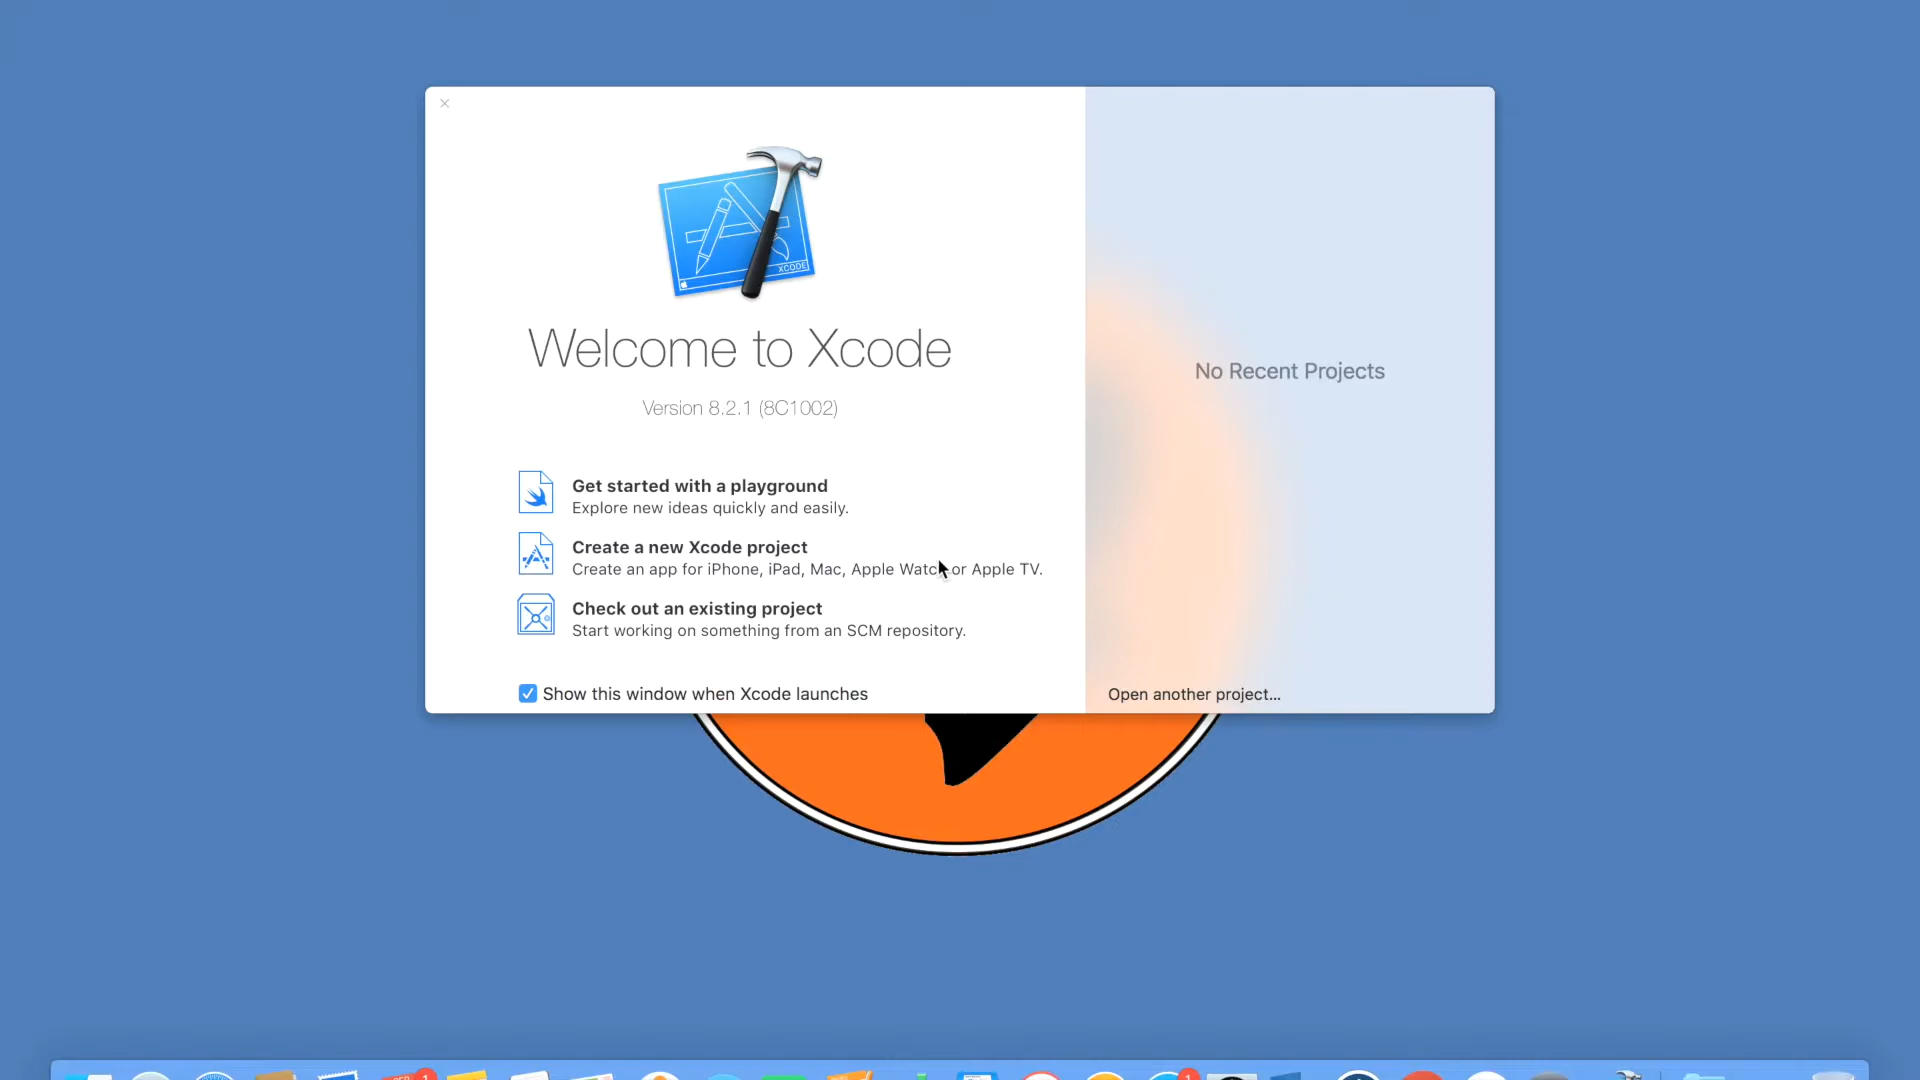 XCODE
Welcome to Xcode
Version 8.2.1 (8C1002)
Get started with a playground
Explore new ideas quickly and easily.
Create a new Xcode project
Create an app for iPhone, iPad, Mac, Apple Watch or Apple TV.
Check out an existing project
Start working on something from an SCM repository.
Show this window when Xcode launches
No Recent Projects
Open another project...
1
1